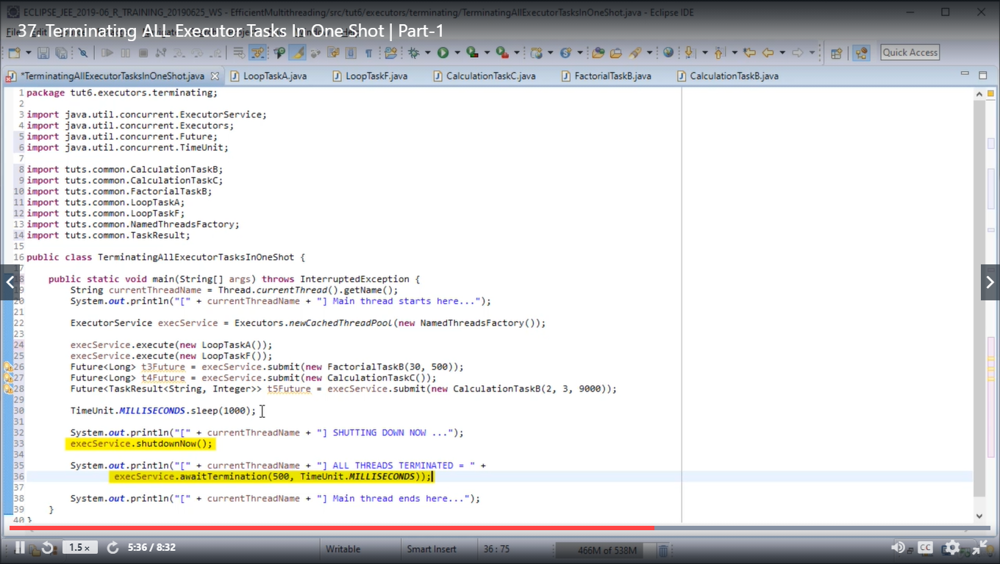 ECLIPSE_JEE_2019-06_R_TRAINING_20190625_WS - EfficientMultithreading/src/tut6/executors/terminating/TerminatingAllExecutorTasksInOneShot.java - Eclipse IDE
37. Terminating ALL Executor Tasks In One Shot | Part-1
Quick Access
*TerminatingAllExecutorTasksInOneShot.java
LoopTaskA.java
LoopTaskF.java
CalculationTaskC.java
FactorialTaskB.java
CalculationTaskB.java
1 package tut6.executors.terminating;
2
3 import java.util.concurrent.ExecutorService;
4 import java.util.concurrent.Executors;
5 import java.util.concurrent.Future;
6 import java.util.concurrent.TimeUnit;
7
8 import tuts.common.CalculationTaskB;
9 import tuts.common.CalculationTaskC;
10 import tuts.common.FactorialTaskB;
11 import tuts.common.LoopTaskA;
12 import tuts.common.LoopTaskF;
13 import tuts.common.NamedThreadsFactory;
14 import tuts.common.TaskResult;
15
16 public class TerminatingAllExecutorTasksInOneShot {
17
18 public static void main(String[] args) throws InterruptedException {
19 String currentThreadName = Thread.currentThread().getName();
20 System.out.println("[" + currentThreadName + "] Main thread starts here...");
21
22 ExecutorService execService = Executors.newCachedThreadPool(new NamedThreadsFactory());
23
24 execService.execute(new LoopTaskA());
25 execService.execute(new LoopTaskF());
26 Future<Long> t3Future = execService.submit(new FactorialTaskB(30, 500));
27 Future<Long> t4Future = execService.submit(new CalculationTaskC());
28 Future<TaskResult<String, Integer>> t5Future = execService.submit(new CalculationTaskB(2, 3, 9000));
29
30 TimeUnit.MILLISECONDS.sleep(1000);
31
32 System.out.println("[" + currentThreadName + "] SHUTTING DOWN NOW ...");
33 execService.shutdownNow();
34
35 System.out.println("[" + currentThreadName + "] ALL THREADS TERMINATED = " +
36 execService.awaitTermination(500, TimeUnit.MILLISECONDS));
37
38 System.out.println("[" + currentThreadName + "] Main thread ends here...");
39 }
40 }
1.5 x
5:36 / 8:32
Writable
Smart Insert
36 : 75
466M of 538M
CC